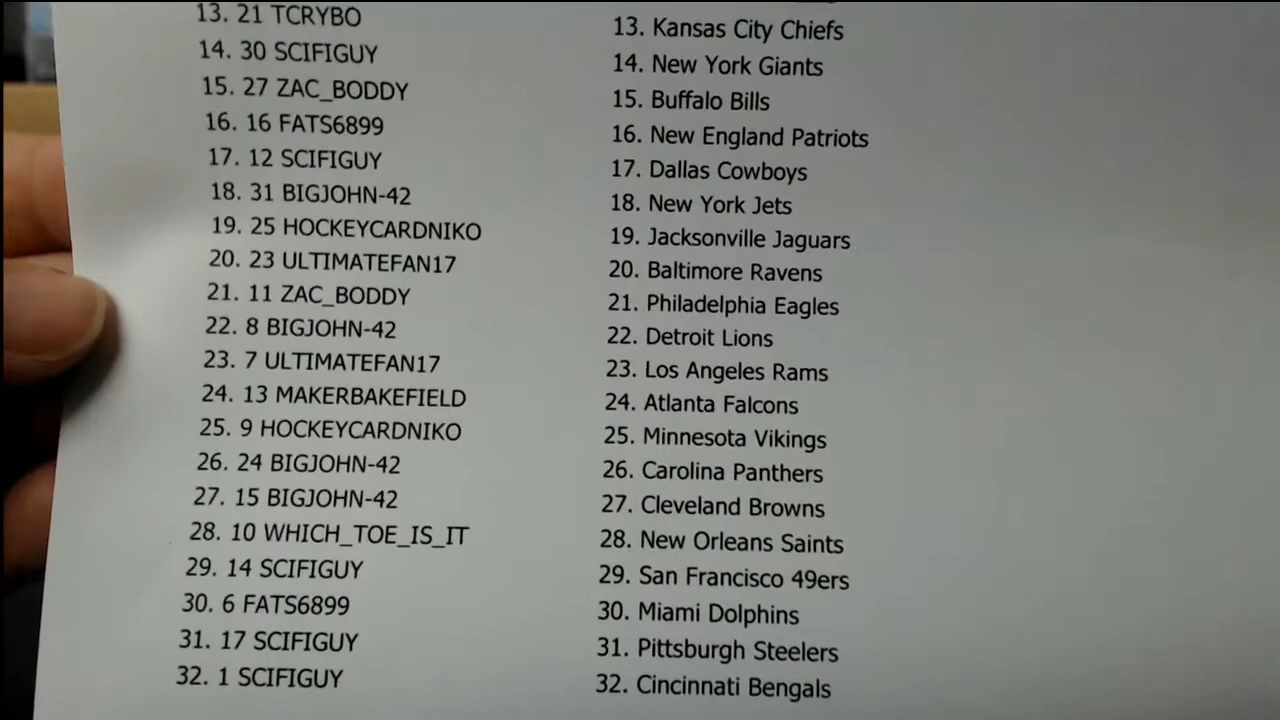 13. 21 TCRYBO 13. Kansas City Chiefs
14. 30 SCIFIGUY 14. New York Giants
15. 27 ZAC_BODDY 15. Buffalo Bills
16. 16 FATS6899 16. New England Patriots
17. 12 SCIFIGUY 17. Dallas Cowboys
18. 31 BIGJOHN-42 18. New York Jets
19. 25 HOCKEYCARDNIKO 19. Jacksonville Jaguars
20. 23 ULTIMATEFAN17 20. Baltimore Ravens
21. 11 ZAC_BODDY 21. Philadelphia Eagles
22. 8 BIGJOHN-42 22. Detroit Lions
23. 7 ULTIMATEFAN17 23. Los Angeles Rams
24. 13 MAKERBAKEFIELD 24. Atlanta Falcons
25. 9 HOCKEYCARDNIKO 25. Minnesota Vikings
26. 24 BIGJOHN-42 26. Carolina Panthers
27. 15 BIGJOHN-42 27. Cleveland Browns
28. 10 WHICH_TOE_IS_IT 28. New Orleans Saints
29. 14 SCIFIGUY 29. San Francisco 49ers
30. 6 FATS6899 30. Miami Dolphins
31. 17 SCIFIGUY 31. Pittsburgh Steelers
32. 1 SCIFIGUY 32. Cincinnati Bengals